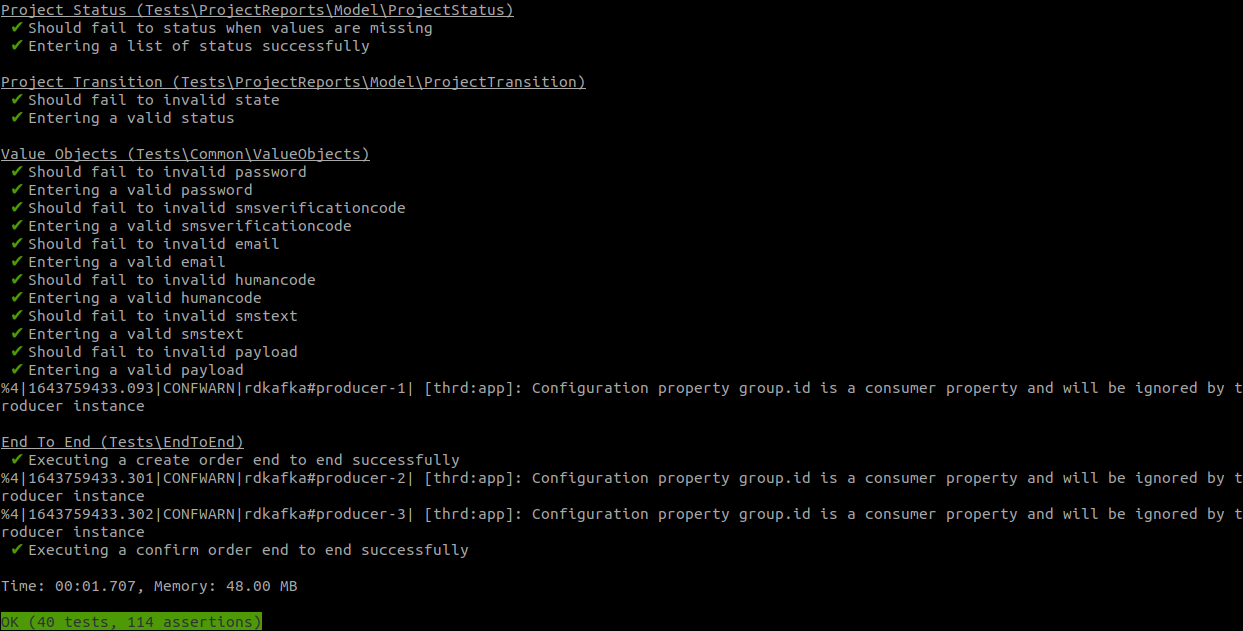 Project Status (Tests\ProjectReports\Model\ProjectStatus)
✔ Should fail to status when values are missing
✔ Entering a list of status successfully
Project Transition (Tests\ProjectReports\Model\ProjectTransition)
✔ Should fail to invalid state
✔ Entering a valid status
Value Objects (Tests\Common\ValueObjects)
✔ Should fail to invalid password
✔ Entering a valid password
✔ Should fail to invalid smsverificationcode
✔ Entering a valid smsverificationcode
✔ Should fail to invalid email
✔ Entering a valid email
✔ Should fail to invalid humancode
✔ Entering a valid humancode
✔ Should fail to invalid smstext
✔ Entering a valid smstext
✔ Should fail to invalid payload
✔ Entering a valid payload
%4|1643759433.093|CONFWARN|rdkafka#producer-1| [thrd:app]: Configuration property group.id is a consumer property and will be ignored by t
roducer instance
End To End (Tests\EndToEnd)
✔ Executing a create order end to end successfully
%4|1643759433.301|CONFWARN|rdkafka#producer-2| [thrd:app]: Configuration property group.id is a consumer property and will be ignored by t
roducer instance
%4|1643759433.302|CONFWARN|rdkafka#producer-3| [thrd:app]: Configuration property group.id is a consumer property and will be ignored by t
roducer instance
✔ Executing a confirm order end to end successfully
Time: 00:01.707, Memory: 48.00 MB
OK (40 tests, 114 assertions)